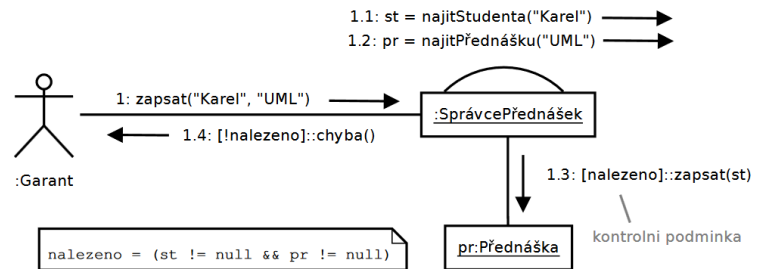 1.1: st = najitStudenta("Karel")
1.2: pr = najitPřednášku("UML")
1: zapsat("Karel", "UML")
:SprávcePřednášek
1.4: [!nalezeno]::chyba()
:Garant
1.3: [nalezeno]::zapsat(st)
kontrolni podminka
nalezeno = (st != null && pr != null)
pr:Přednáška